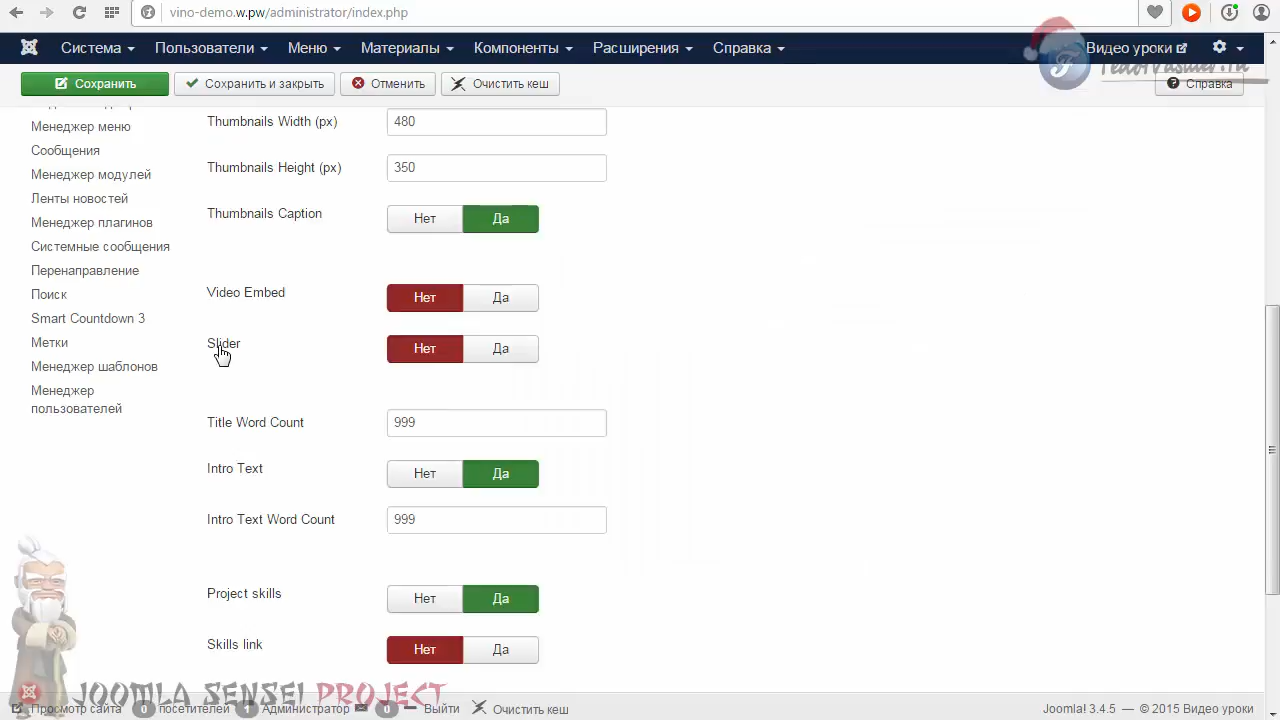 vino-demo.w.pw/administrator/index.php
Система Пользователи Меню Материалы Компоненты Расширения Справка Видео уроки
Сохранить Сохранить и закрыть Отменить Очистить кеш Справка
Менеджер меню
Сообщения
Менеджер модулей
Ленты новостей
Менеджер плагинов
Системные сообщения
Перенаправление
Поиск
Smart Countdown 3
Метки
Менеджер шаблонов
Менеджер
пользователей
Thumbnails Width (px) 480
Thumbnails Height (px) 350
Thumbnails Caption Нет Да
Video Embed Нет Да
Slider Нет Да
Title Word Count 999
Intro Text Нет Да
Intro Text Word Count 999
Project skills Нет Да
Skills link Нет Да
JOOMLA SENSEI PROJECT
Просмотр сайта 0 посетителей 1 Администратор 0 Выйти Очистить кеш Joomla! 3.4.5 — © 2015 Видео уроки